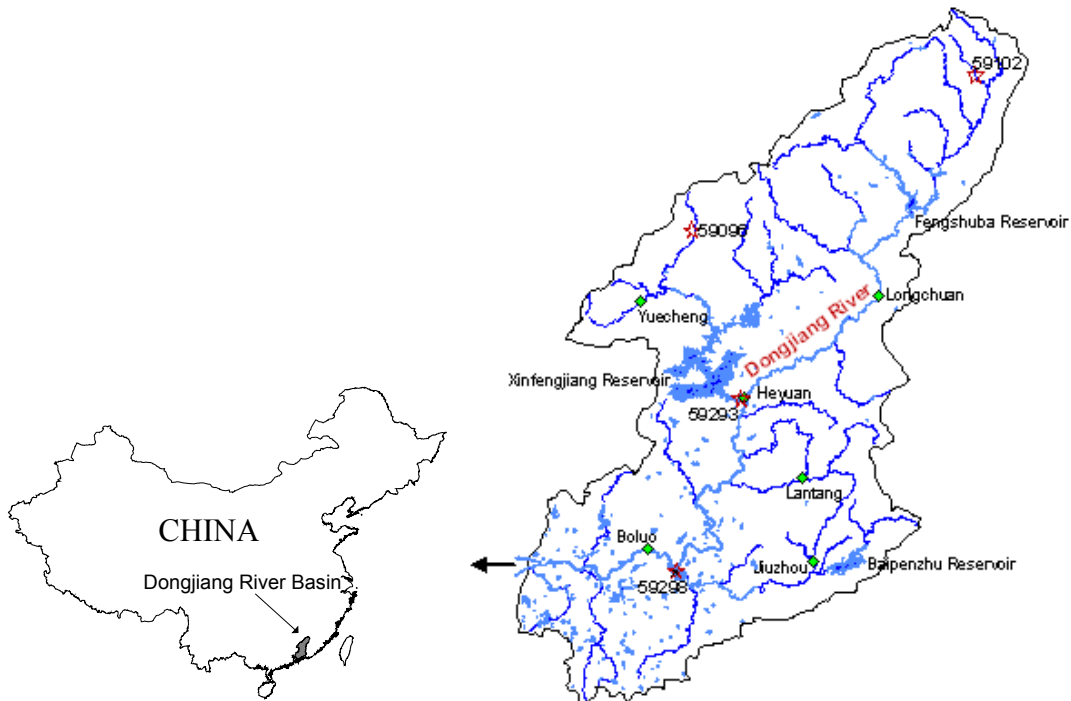 59102
Fengshuba Reservoir
59096
Longchuan
Yuecheng
Dongjiang River
Xinfengjiang Reservoir
Heyuan
59293
Lantang
CHINA
Boluo
Jiuzhou
Baipenzhu Reservoir
Dongjiang River Basin
59298